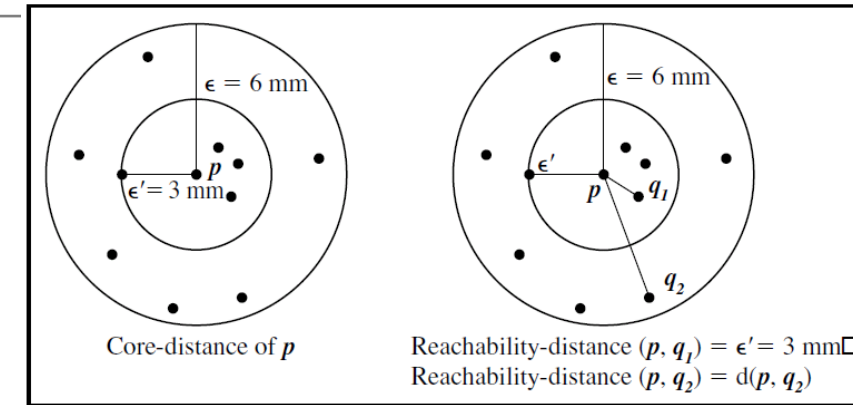 ϵ = 6 mm
p
ϵ′= 3 mm
Core-distance of p
ϵ = 6 mm
ϵ′
p
q₁
q₂
Reachability-distance (p, q₁) = ϵ′= 3 mm□
Reachability-distance (p, q₂) = d(p, q₂)